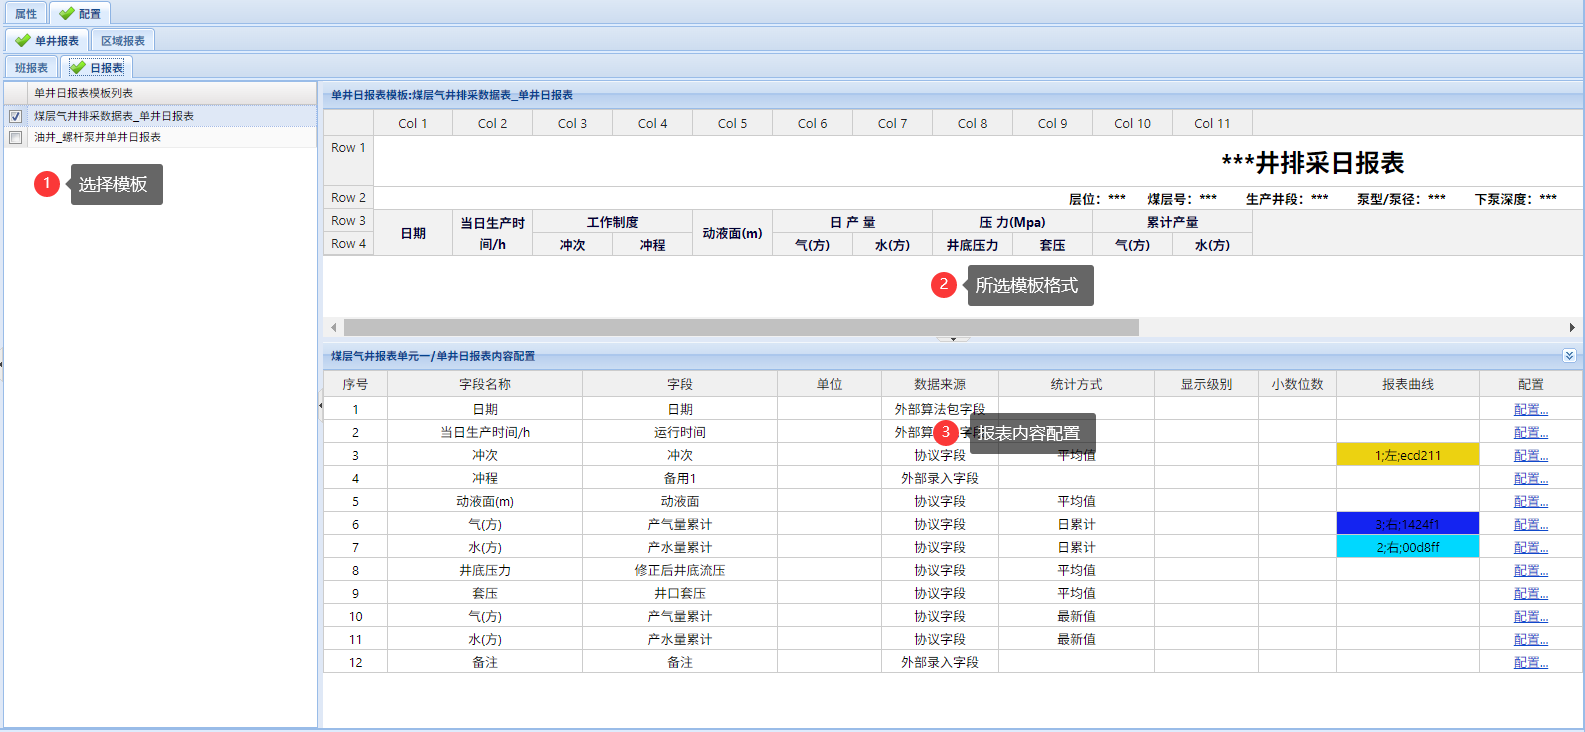 属性 配置
单井报表 区域报表
班报表 日报表
单井日报表模板列表
煤层气井排采数据表_单井日报表
油井_螺杆泵井单井日报表
1 选择模板
单井日报表模板:煤层气井排采数据表_单井日报表
Col 1 Col 2 Col 3 Col 4 Col 5 Col 6 Col 7 Col 8 Col 9 Col 10 Col 11
Row 1 ***井排采日报表
Row 2 层位：*** 煤层号：*** 生产井段：*** 泵型/泵径：*** 下泵深度：***
Row 3 日期 当日生产时间/h 工作制度 动液面(m) 日 产 量 压 力(Mpa) 累计产量
Row 4 冲次 冲程 气(方) 水(方) 井底压力 套压 气(方) 水(方)
2 所选模板格式
煤层气井报表单元一/单井日报表内容配置
序号 字段名称 字段 单位 数据来源 统计方式 显示级别 小数位数 报表曲线 配置
1 日期 日期 外部算法包字段 配置...
2 当日生产时间/h 运行时间 外部算 字段 配置...
3 报表内容配置
3 冲次 冲次 协议字段 平均值 1;左;ecd211 配置...
4 冲程 备用1 外部录入字段 配置...
5 动液面(m) 动液面 协议字段 平均值 配置...
6 气(方) 产气量累计 协议字段 日累计 3;右;1424f1 配置...
7 水(方) 产水量累计 协议字段 日累计 2;右;00d8ff 配置...
8 井底压力 修正后井底流压 协议字段 平均值 配置...
9 套压 井口套压 协议字段 平均值 配置...
10 气(方) 产气量累计 协议字段 最新值 配置...
11 水(方) 产水量累计 协议字段 最新值 配置...
12 备注 备注 外部录入字段 配置...